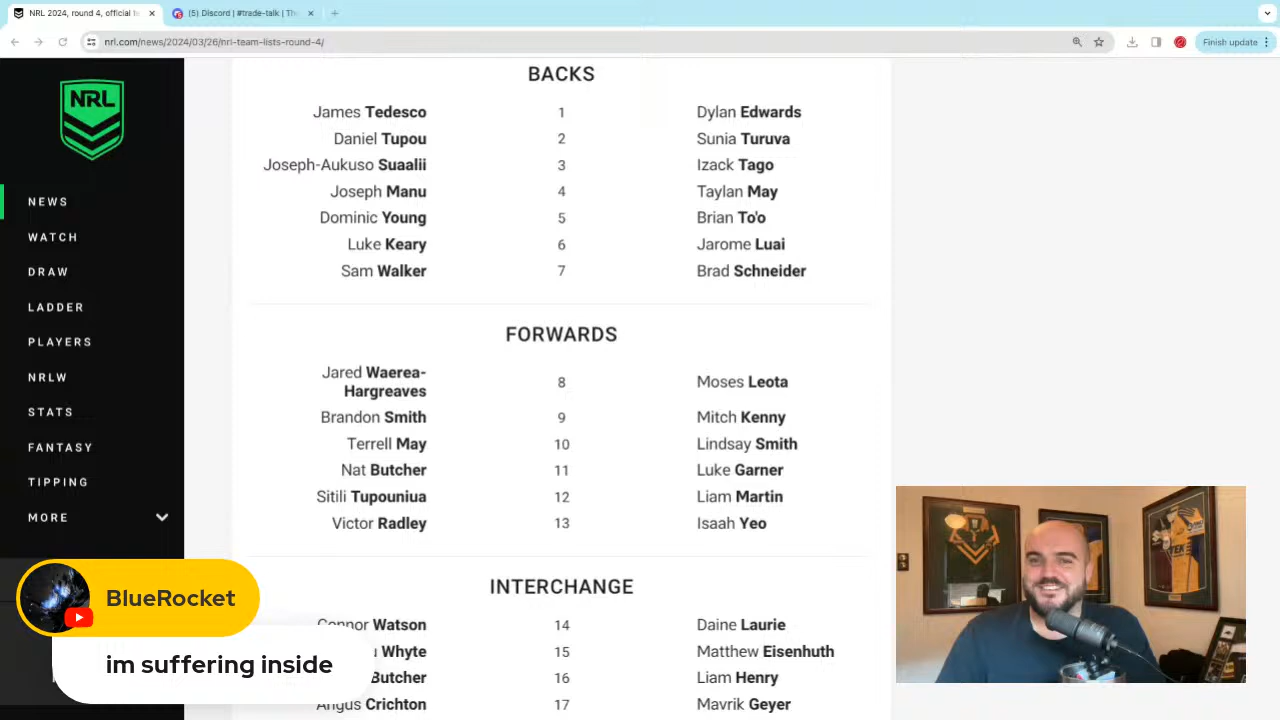 NRL 2024, round 4, official te
(5) Discord | #trade-talk | The
nrl.com/news/2024/03/26/nrl-team-lists-round-4/
Finish update
NRL
NEWS
WATCH
DRAW
LADDER
PLAYERS
NRLW
STATS
FANTASY
TIPPING
MORE
BACKS
James Tedesco 1 Dylan Edwards
Daniel Tupou 2 Sunia Turuva
Joseph-Aukuso Suaalii 3 Izack Tago
Joseph Manu 4 Taylan May
Dominic Young 5 Brian To'o
Luke Keary 6 Jarome Luai
Sam Walker 7 Brad Schneider
FORWARDS
Jared Waerea-
Hargreaves 8 Moses Leota
Brandon Smith 9 Mitch Kenny
Terrell May 10 Lindsay Smith
Nat Butcher 11 Luke Garner
Sitili Tupouniua 12 Liam Martin
Victor Radley 13 Isaah Yeo
INTERCHANGE
Connor Watson 14 Daine Laurie
Whyte 15 Matthew Eisenhuth
Butcher 16 Liam Henry
Angus Crichton 17 Mavrik Geyer
BlueRocket
im suffering inside